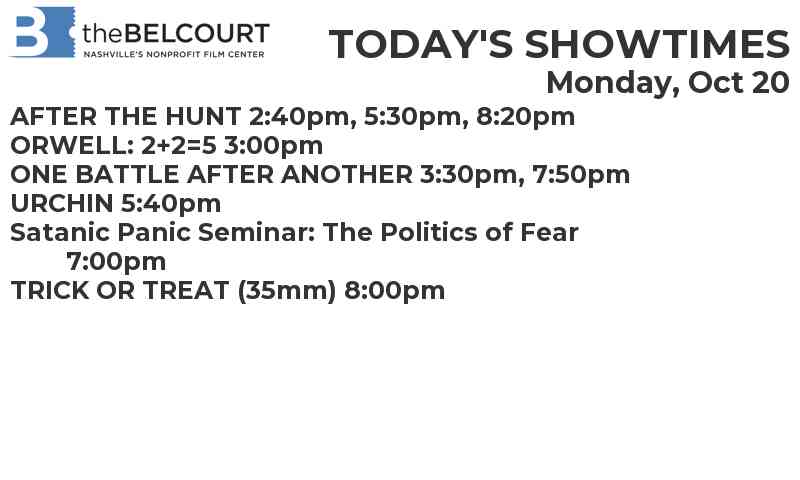 B theBELCOURT
NASHVILLE'S NONPROFIT FILM CENTER
TODAY'S SHOWTIMES
Monday, Oct 20
AFTER THE HUNT 2:40pm, 5:30pm, 8:20pm
ORWELL: 2+2=5 3:00pm
ONE BATTLE AFTER ANOTHER 3:30pm, 7:50pm
URCHIN 5:40pm
Satanic Panic Seminar: The Politics of Fear
7:00pm
TRICK OR TREAT (35mm) 8:00pm